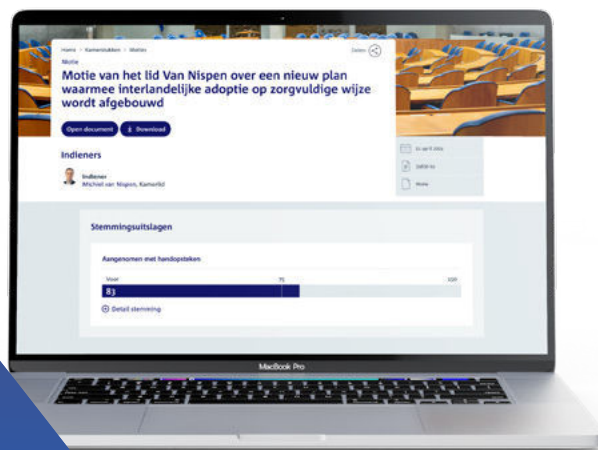 Home > Kamerstukken > Moties
Delen
Motie
Motie van het lid Van Nispen over een nieuw plan
waarmee interlandelijke adoptie op zorgvuldige wijze
wordt afgebouwd
Open document Download
Indieners
Indiener
Michiel van Nispen, Kamerlid
Motie
Stemmingsuitslagen
Aangenomen met handopsteken
Voor 75 150
83
Detail stemming
MacBook Pro